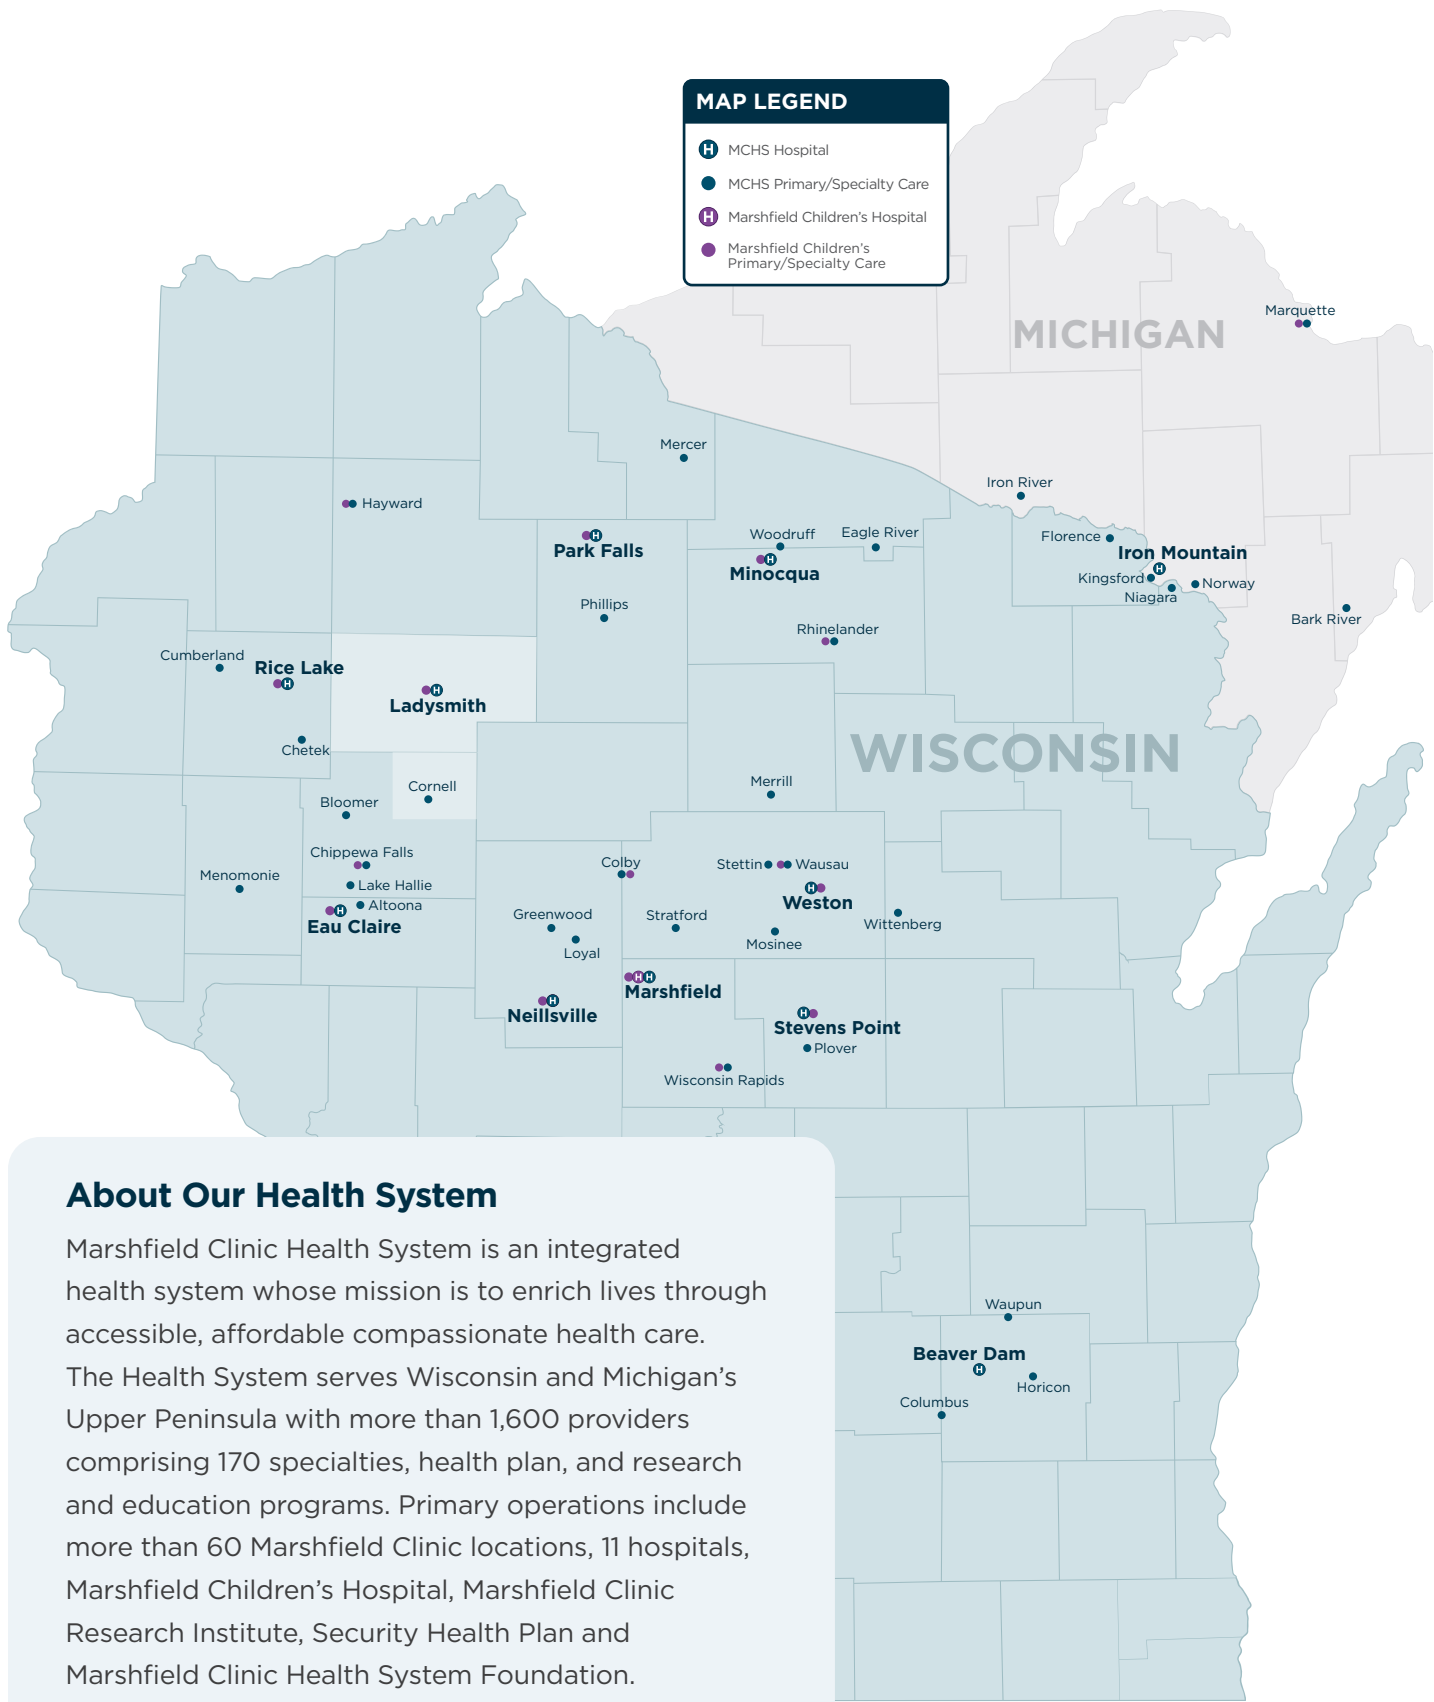 MAP LEGEND
H MCHS Hospital
MCHS Primary/Specialty Care
H Marshfield Children's Hospital
Marshfield Children's
Primary/Specialty Care
MICHIGAN
Marquette
Mercer
Hayward
Iron River
Park Falls
H
Woodruff
Eagle River
Minocqua
H
Florence
Iron Mountain
H
Kingsford
Norway
Niagara
Bark River
Phillips
Rhinelander
Cumberland
Rice Lake
H
Ladysmith
H
Chetek
WISCONSIN
Cornell
Merrill
Bloomer
Chippewa Falls
Colby
Stettin
Wausau
Menomonie
Lake Hallie
H
Weston
Altoona
H
Eau Claire
Greenwood
Stratford
Wittenberg
Loyal
Mosinee
H H
Marshfield
H
Neillsville
H
Stevens Point
Plover
Wisconsin Rapids
About Our Health System
Marshfield Clinic Health System is an integrated
health system whose mission is to enrich lives through
accessible, affordable compassionate health care.
The Health System serves Wisconsin and Michigan's
Upper Peninsula with more than 1,600 providers
comprising 170 specialties, health plan, and research
and education programs. Primary operations include
more than 60 Marshfield Clinic locations, 11 hospitals,
Marshfield Children's Hospital, Marshfield Clinic
Research Institute, Security Health Plan and
Marshfield Clinic Health System Foundation.
Waupun
Beaver Dam
H
Horicon
Columbus